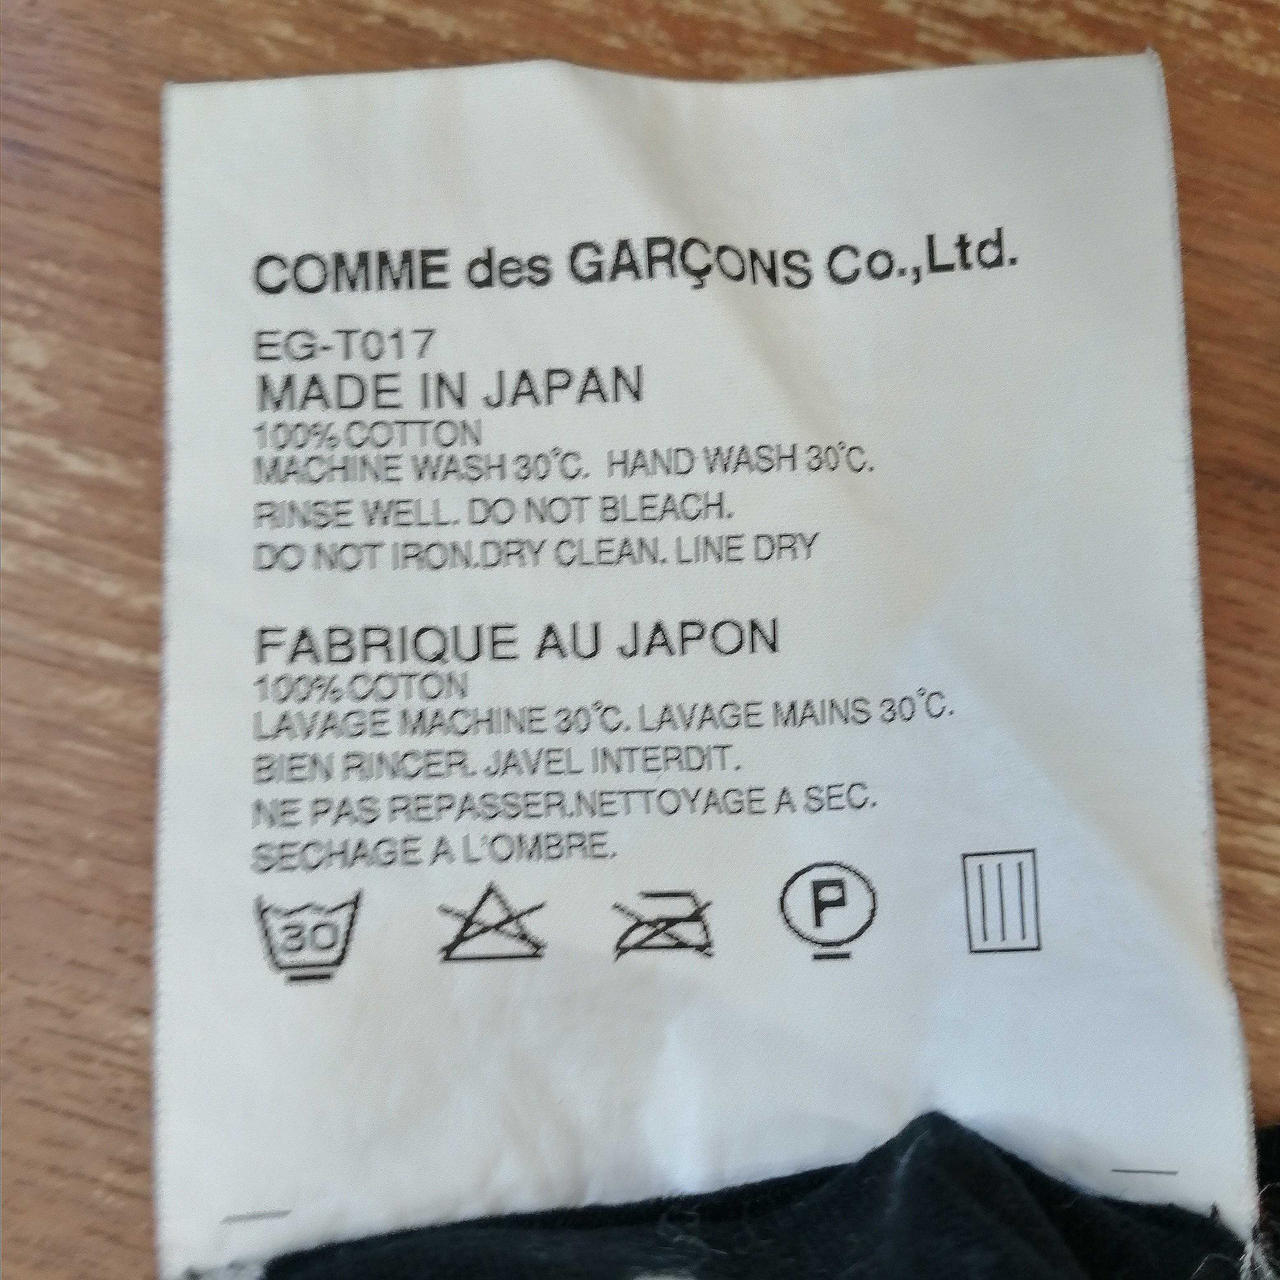 COMME des GARÇONS Co.,Ltd.
EG-T017
MADE IN JAPAN
100% COTTON
MACHINE WASH 30°C. HAND WASH 30°C.
RINSE WELL. DO NOT BLEACH.
DO NOT IRON.DRY CLEAN. LINE DRY
FABRIQUE AU JAPON
100% COTON
LAVAGE MACHINE 30°C. LAVAGE MAINS 30°C.
BIEN RINCER. JAVEL INTERDIT.
NE PAS REPASSER.NETTOYAGE A SEC.
SECHAGE A L'OMBRE.
30 P